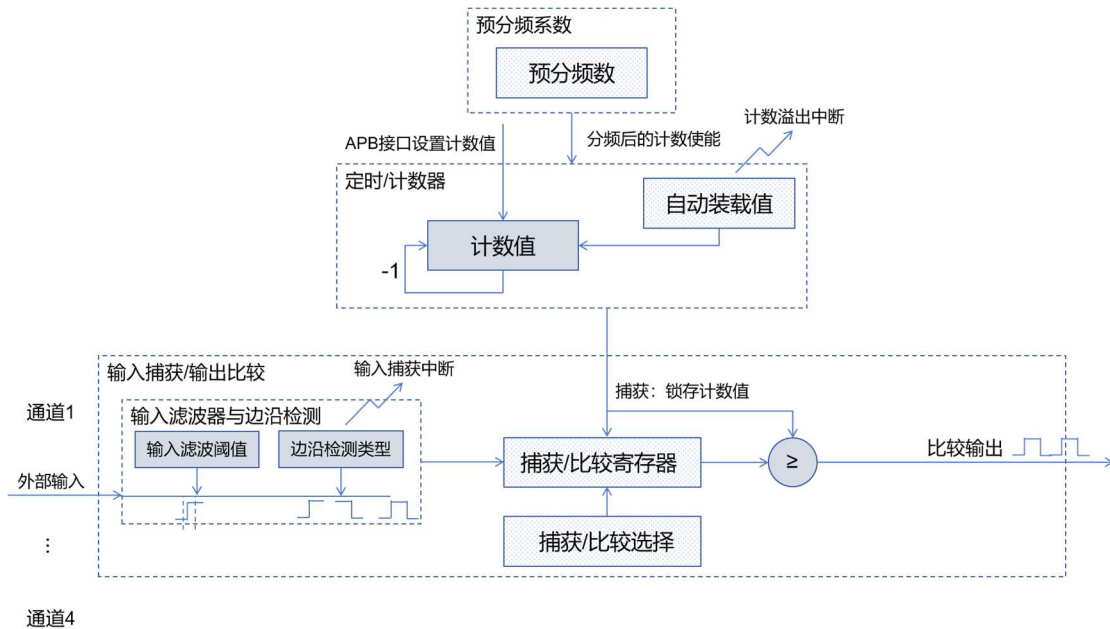 预分频系数
预分频数
计数溢出中断
APB接口设置计数值
分频后的计数使能
定时/计数器
自动装载值
计数值
-1
输入捕获/输出比较
输入捕获中断
捕获：锁存计数值
通道1
输入滤波器与边沿检测
输入滤波阈值
边沿检测类型
捕获/比较寄存器
≥
比较输出
外部输入
捕获/比较选择
⋮
通道4